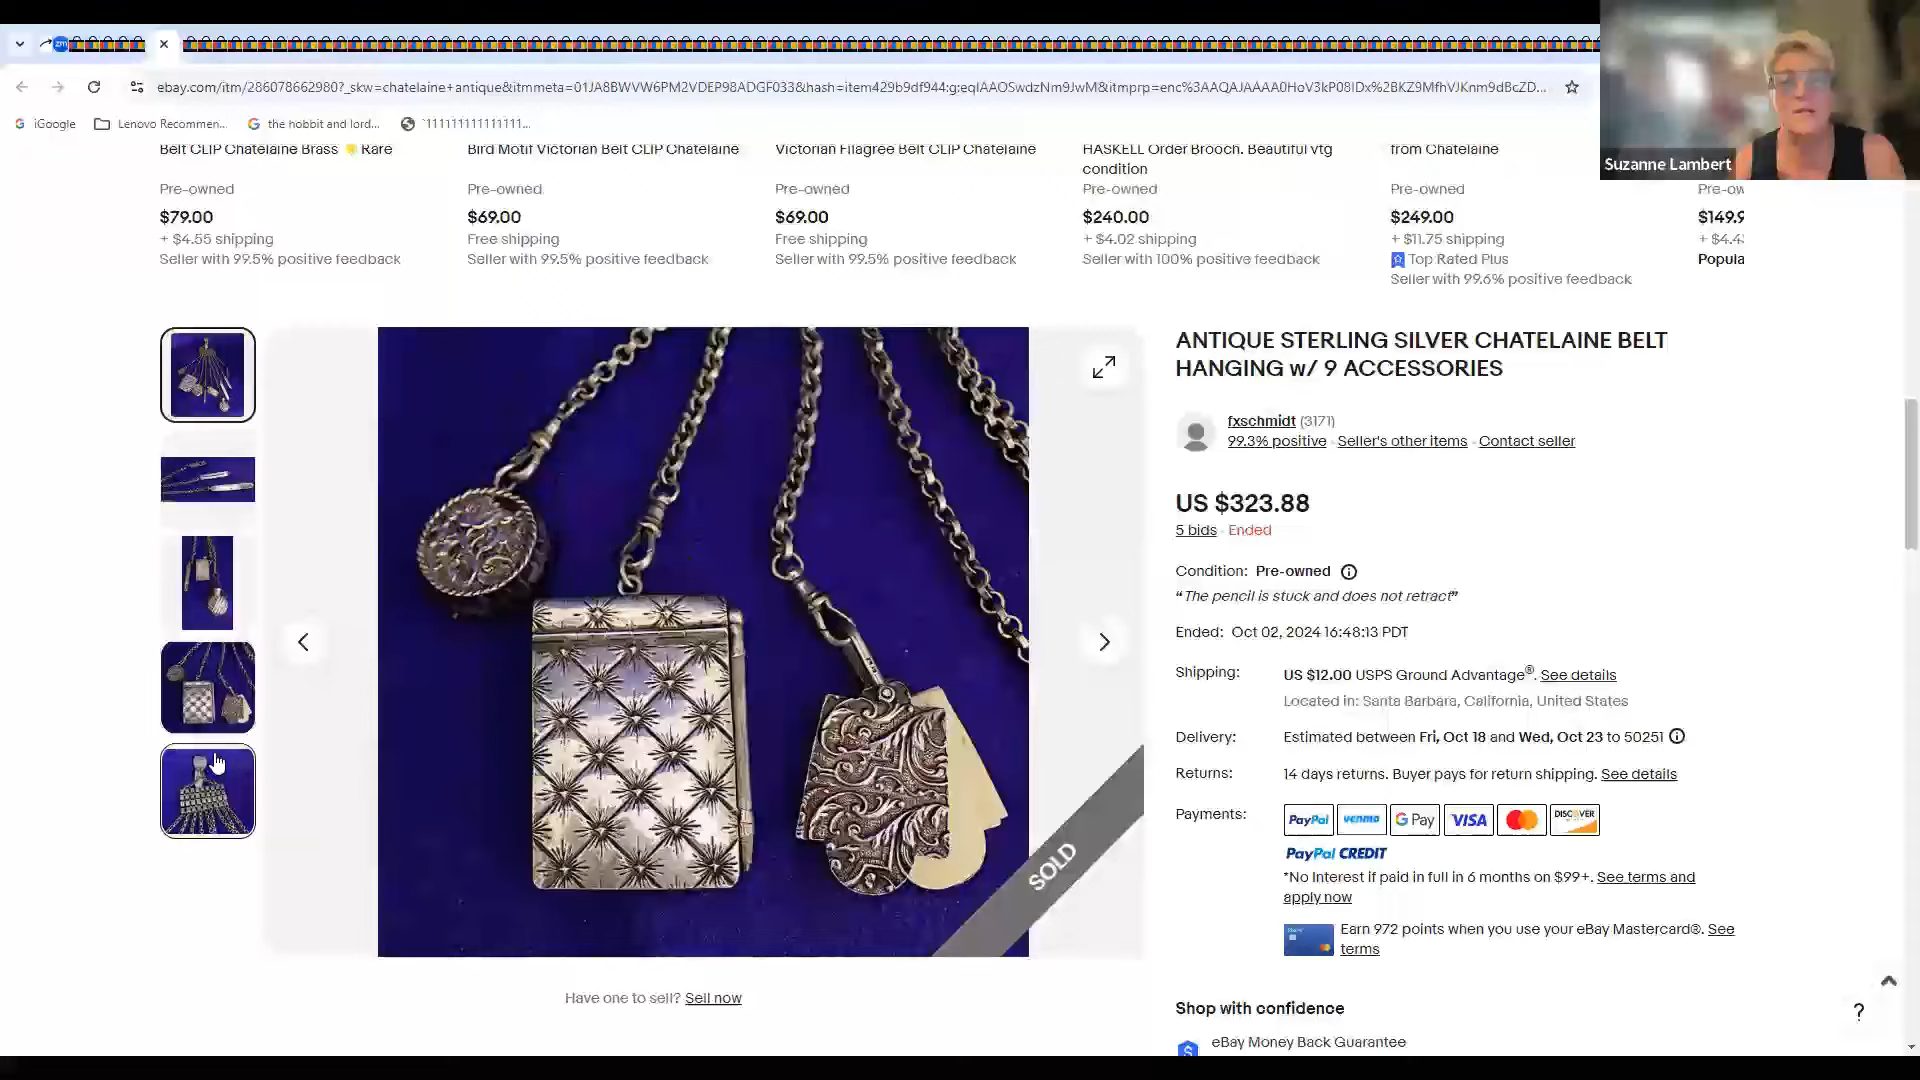 zm
ebay.com/itm/286078662980?_skw=chatelaine+antique&itmmeta=01JA8BWVW6PM2VDEP98ADGF033&hash=item429b9df944:g:eqIAAOSwdzNm9JwM&itmprp=enc%3AAQAJAAAA0HoV3kP08IDx%2BKZ9MfhVJKnm9dBcZD...
iGoogle
Lenovo Recommen...
the hobbit and lord...
`111111111111111...
Suzanne Lambert
Belt CLIP Chatelaine Brass Rare
Pre-owned
$79.00
+ $4.55 shipping
Seller with 99.5% positive feedback
Bird Motif Victorian Belt CLIP Chatelaine
Pre-owned
$69.00
Free shipping
Seller with 99.5% positive feedback
Victorian Filagree Belt CLIP Chatelaine
Pre-owned
$69.00
Free shipping
Seller with 99.5% positive feedback
HASKELL Order Brooch. Beautiful vtg
condition
Pre-owned
$240.00
+ $4.02 shipping
Seller with 100% positive feedback
from Chatelaine
Pre-owned
$249.00
+ $11.75 shipping
Top Rated Plus
Seller with 99.6% positive feedback
Pre-ow
$149.9
+ $4.4
Popula
SOLD
Have one to sell? Sell now
ANTIQUE STERLING SILVER CHATELAINE BELT
HANGING w/ 9 ACCESSORIES
fxschmidt (3171)
99.3% positive · Seller's other items · Contact seller
US $323.88
5 bids · Ended
Condition: Pre-owned
“The pencil is stuck and does not retract”
Ended: Oct 02, 2024 16:48:13 PDT
Shipping: US $12.00 USPS Ground Advantage®. See details
Located in: Santa Barbara, California, United States
Delivery: Estimated between Fri, Oct 18 and Wed, Oct 23 to 50251
Returns: 14 days returns. Buyer pays for return shipping. See details
Payments: PayPal venmo G Pay VISA DISCOVER
PayPal CREDIT
*No Interest if paid in full in 6 months on $99+. See terms and
apply now
Earn 972 points when you use your eBay Mastercard®. See
terms
Shop with confidence
eBay Money Back Guarantee
?